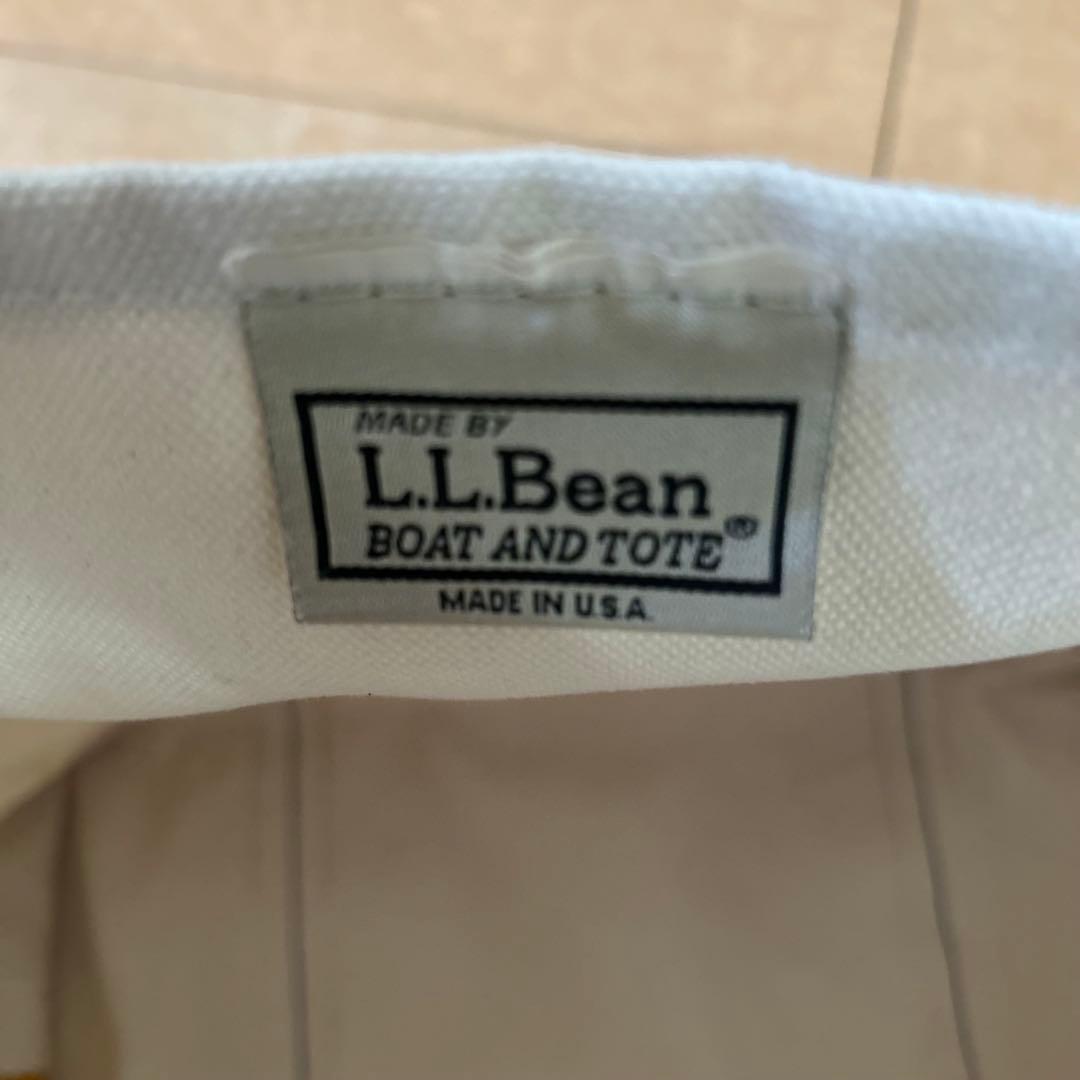 MADE BY
L.L.Bean
BOAT AND TOTE®
MADE IN U.S.A.